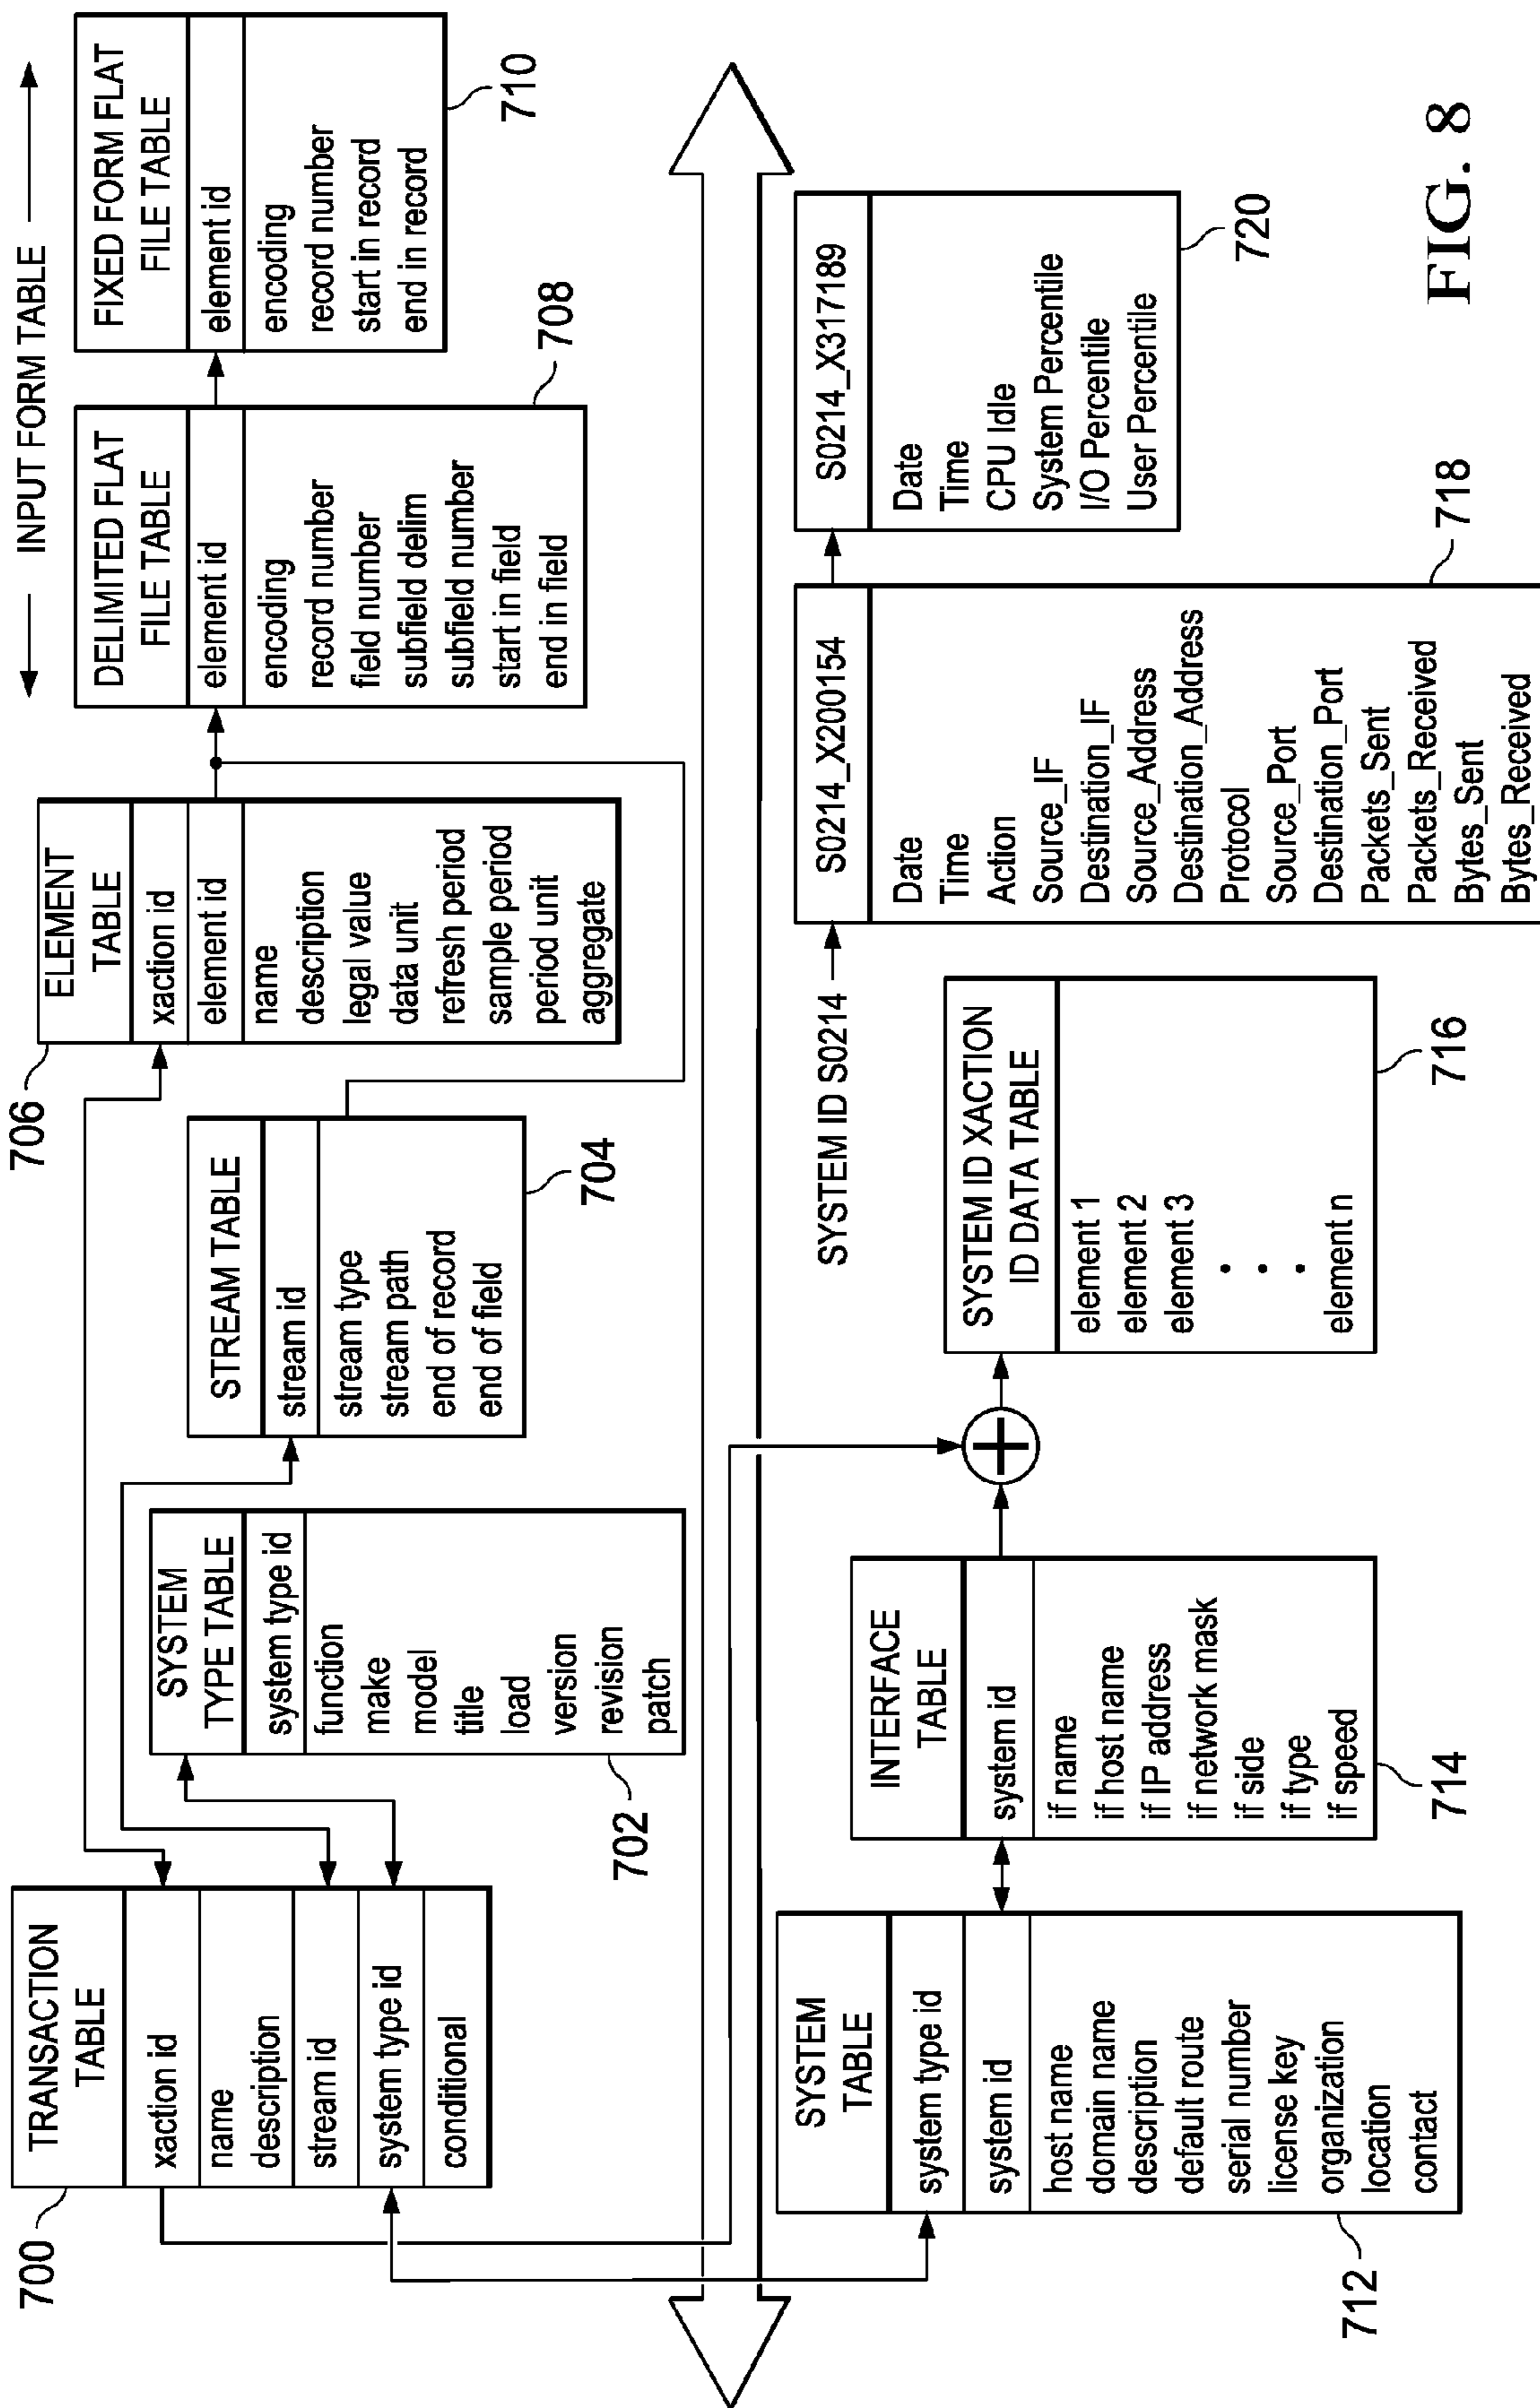 ← INPUT FORM TABLE →
700
TRANSACTION
TABLE
xaction id
name
description
stream id
system type id
conditional
SYSTEM
TYPE TABLE
system type id
function
make
model
title
load
version
revision
patch
702
STREAM TABLE
stream id
stream type
stream path
end of record
end of field
704
706
ELEMENT
TABLE
xaction id
element id
name
description
legal value
data unit
refresh period
sample period
period unit
aggregate
DELIMITED FLAT
FILE TABLE
element id
encoding
record number
field number
subfield delim
subfield number
start in field
end in field
708
FIXED FORM FLAT
FILE TABLE
element id
encoding
record number
start in record
end in record
710
SYSTEM
TABLE
system type id
system id
host name
domain name
description
default route
serial number
license key
organization
location
contact
712
INTERFACE
TABLE
system id
if name
if host name
if IP address
if network mask
if side
if type
if speed
714
SYSTEM ID XACTION
ID DATA TABLE
element 1
element 2
element 3
element n
716
SYSTEM ID S0214
S0214_X200154
Date
Time
Action
Source_IF
Destination_IF
Source_Address
Destination_Address
Protocol
Source_Port
Destination_Port
Packets_Sent
Packets_Received
Bytes_Sent
Bytes_Received
718
S0214_X317189
Date
Time
CPU Idle
System Percentile
I/O Percentile
User Percentile
720
FIG. 8